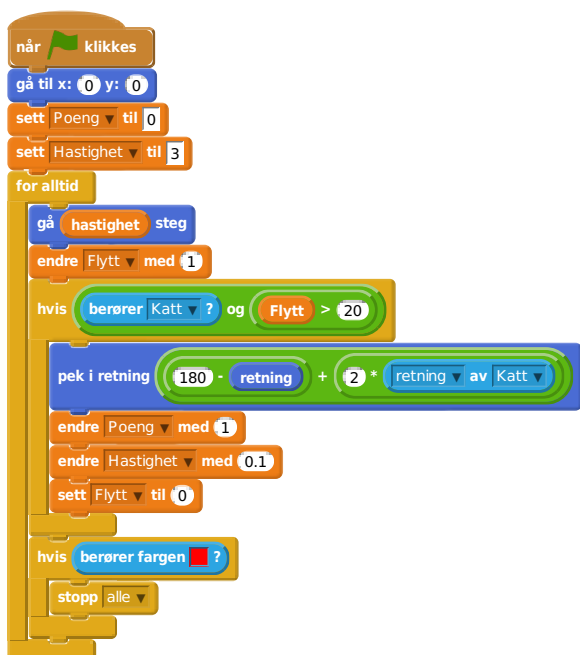 når klikkes
gå til x: 0 y: 0
sett Poeng til 0
sett Hastighet til 3
for alltid
gå hastighet steg
endre Flytt med 1
hvis berører Katt ? og Flytt > 20
pek i retning 180 - retning + 2 * retning av Katt
endre Poeng med 1
endre Hastighet med 0.1
sett Flytt til 0
hvis berører fargen ?
stopp alle